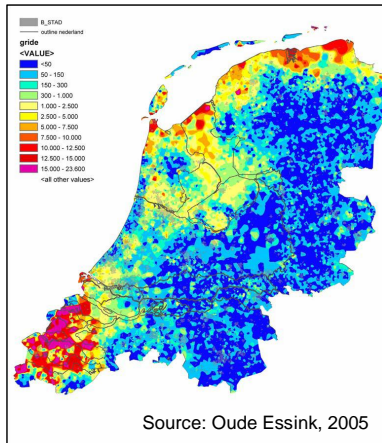 B_STAD
outline nederland
gride
<VALUE>
<50
50 - 150
150 - 300
300 - 1.000
1.000 - 2.500
2.500 - 5.000
5.000 - 7.500
7.500 - 10.000
10.000 - 12.500
12.500 - 15.000
15.000 - 23.600
<all other values>
Source: Oude Essink, 2005